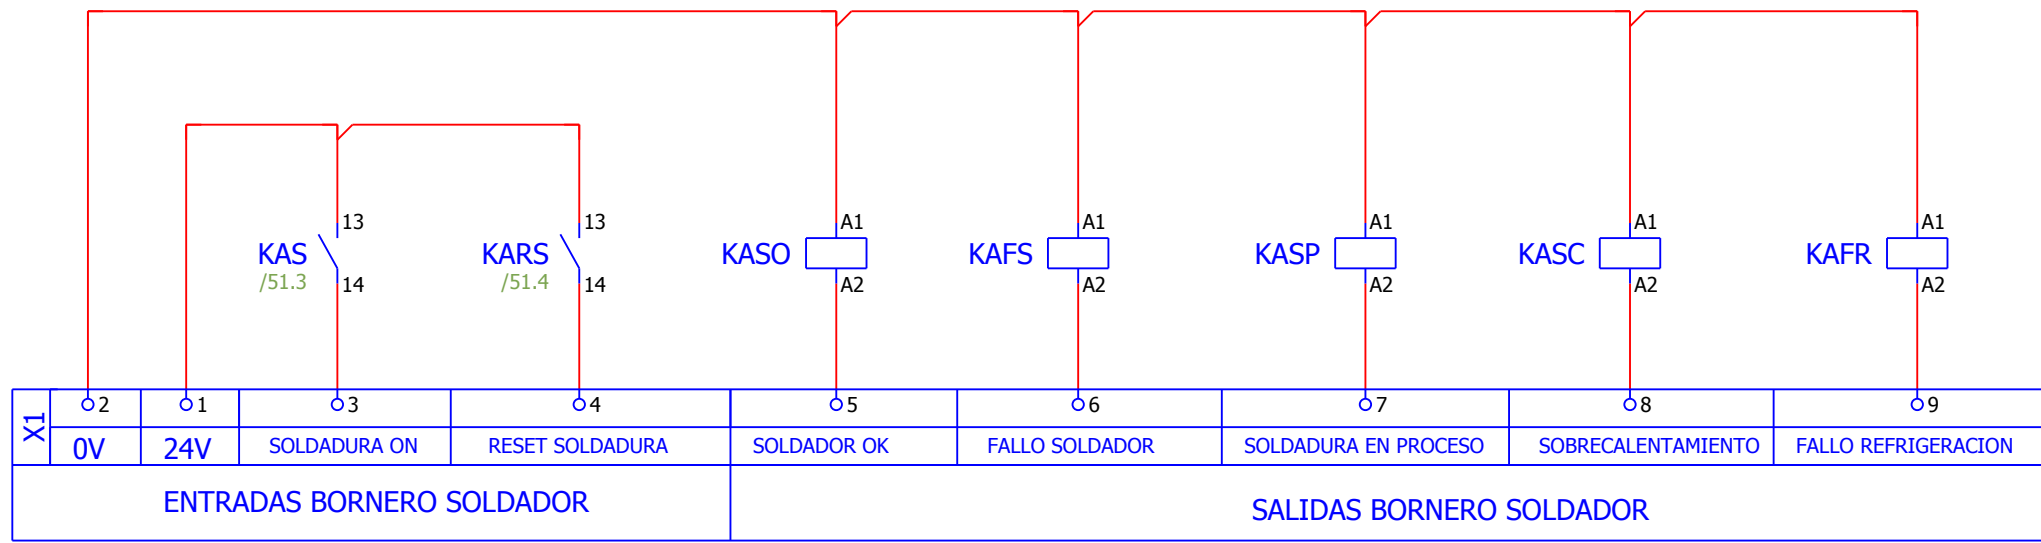 13 13 A1 A1 A1 A1 A1
KAS KARS KASO KAFS KASP KASC KAFR
/51.3 14 /51.4 14 A2 A2 A2 A2 A2
X1 2 1 3 4 5 6 7 8 9
0V 24V SOLDADURA ON RESET SOLDADURA SOLDADOR OK FALLO SOLDADOR SOLDADURA EN PROCESO SOBRECALENTAMIENTO FALLO REFRIGERACION
ENTRADAS BORNERO SOLDADOR SALIDAS BORNERO SOLDADOR